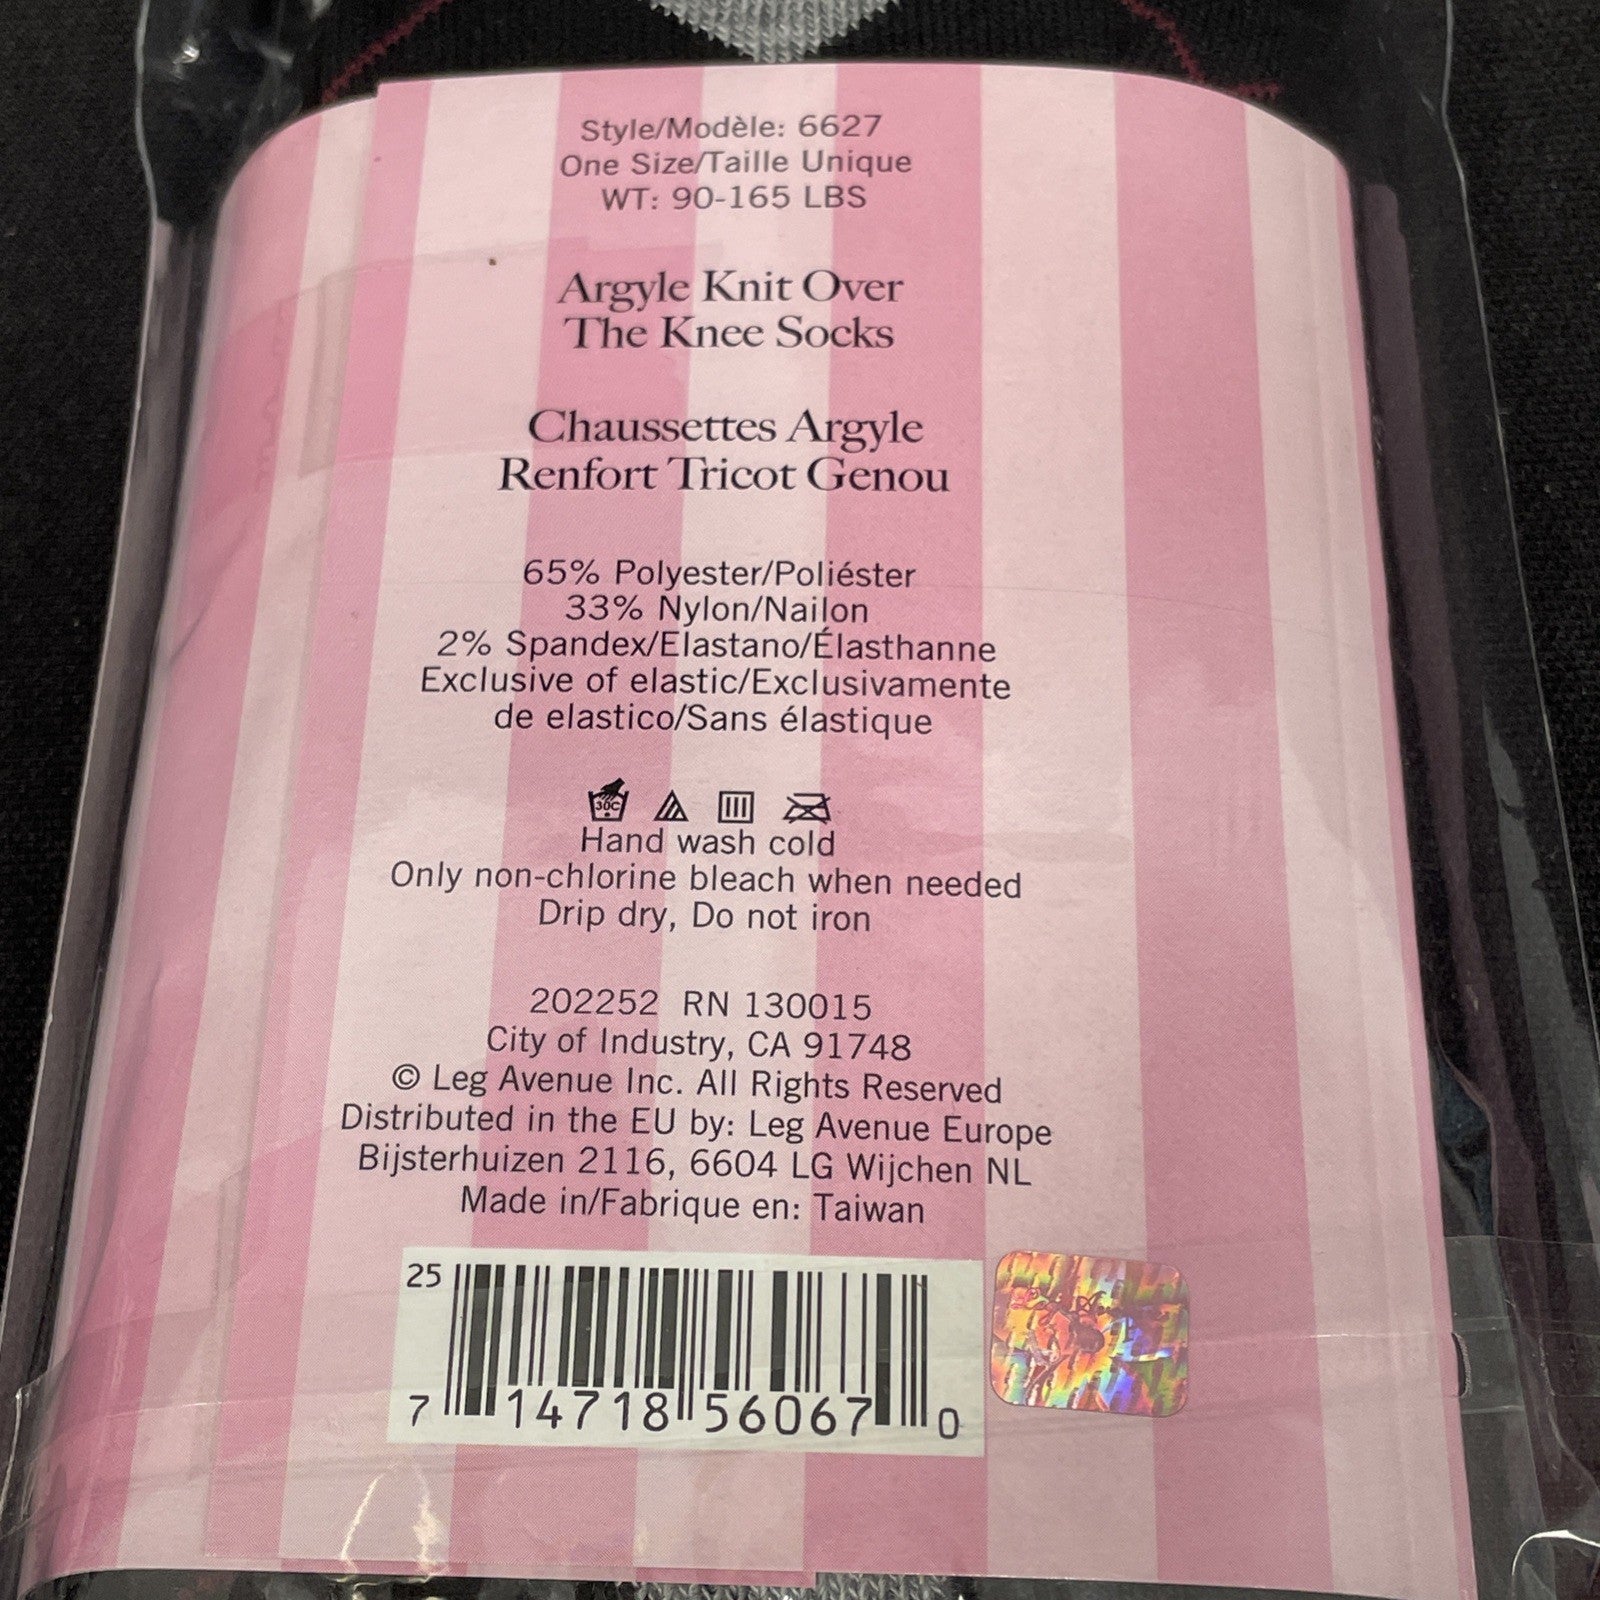 Style/Modèle: 6627
One Size/Taille Unique
WT: 90-165 LBS
Argyle Knit Over
The Knee Socks
Chaussettes Argyle
Renfort Tricot Genou
65% Polyester/Poliéster
33% Nylon/Nailon
2% Spandex/Elastano/Élasthanne
Exclusive of elastic/Exclusivamente
de elastico/Sans élastique
30C
Hand wash cold
Only non-chlorine bleach when needed
Drip dry, Do not iron
202252 RN 130015
City of Industry, CA 91748
© Leg Avenue Inc. All Rights Reserved
Distributed in the EU by: Leg Avenue Europe
Bijsterhuizen 2116, 6604 LG Wijchen NL
Made in/Fabrique en: Taiwan
25
7 14718 56067 0